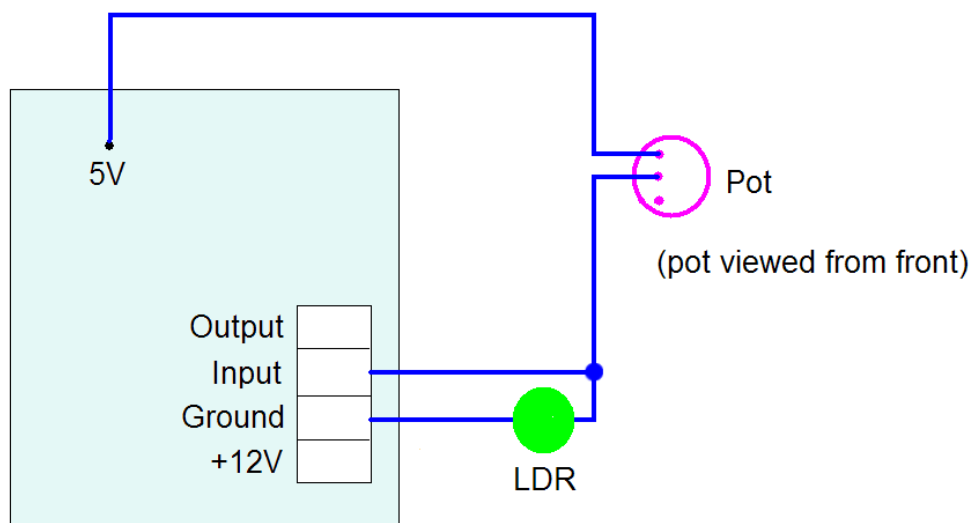 5V
Pot
(pot viewed from front)
Output
Input
Ground
+12V
LDR